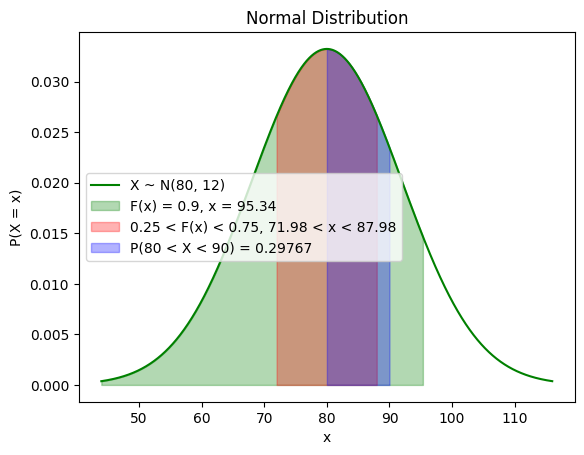 Normal Distribution
P(X = x)
0.030
0.025
0.020
0.015
0.010
0.005
0.000
X ~ N(80, 12)
F(x) = 0.9, x = 95.34
0.25 < F(x) < 0.75, 71.98 < x < 87.98
P(80 < X < 90) = 0.29767
50 60 70 80 90 100 110
x